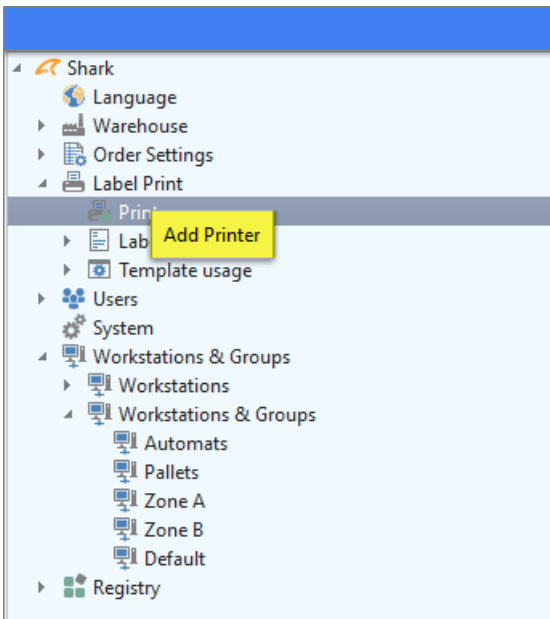 Shark
Language
Warehouse
Order Settings
Label Print
Add Printer
Template usage
Users
System
Workstations & Groups
Workstations
Workstations & Groups
Automats
Pallets
Zone A
Zone B
Default
Registry